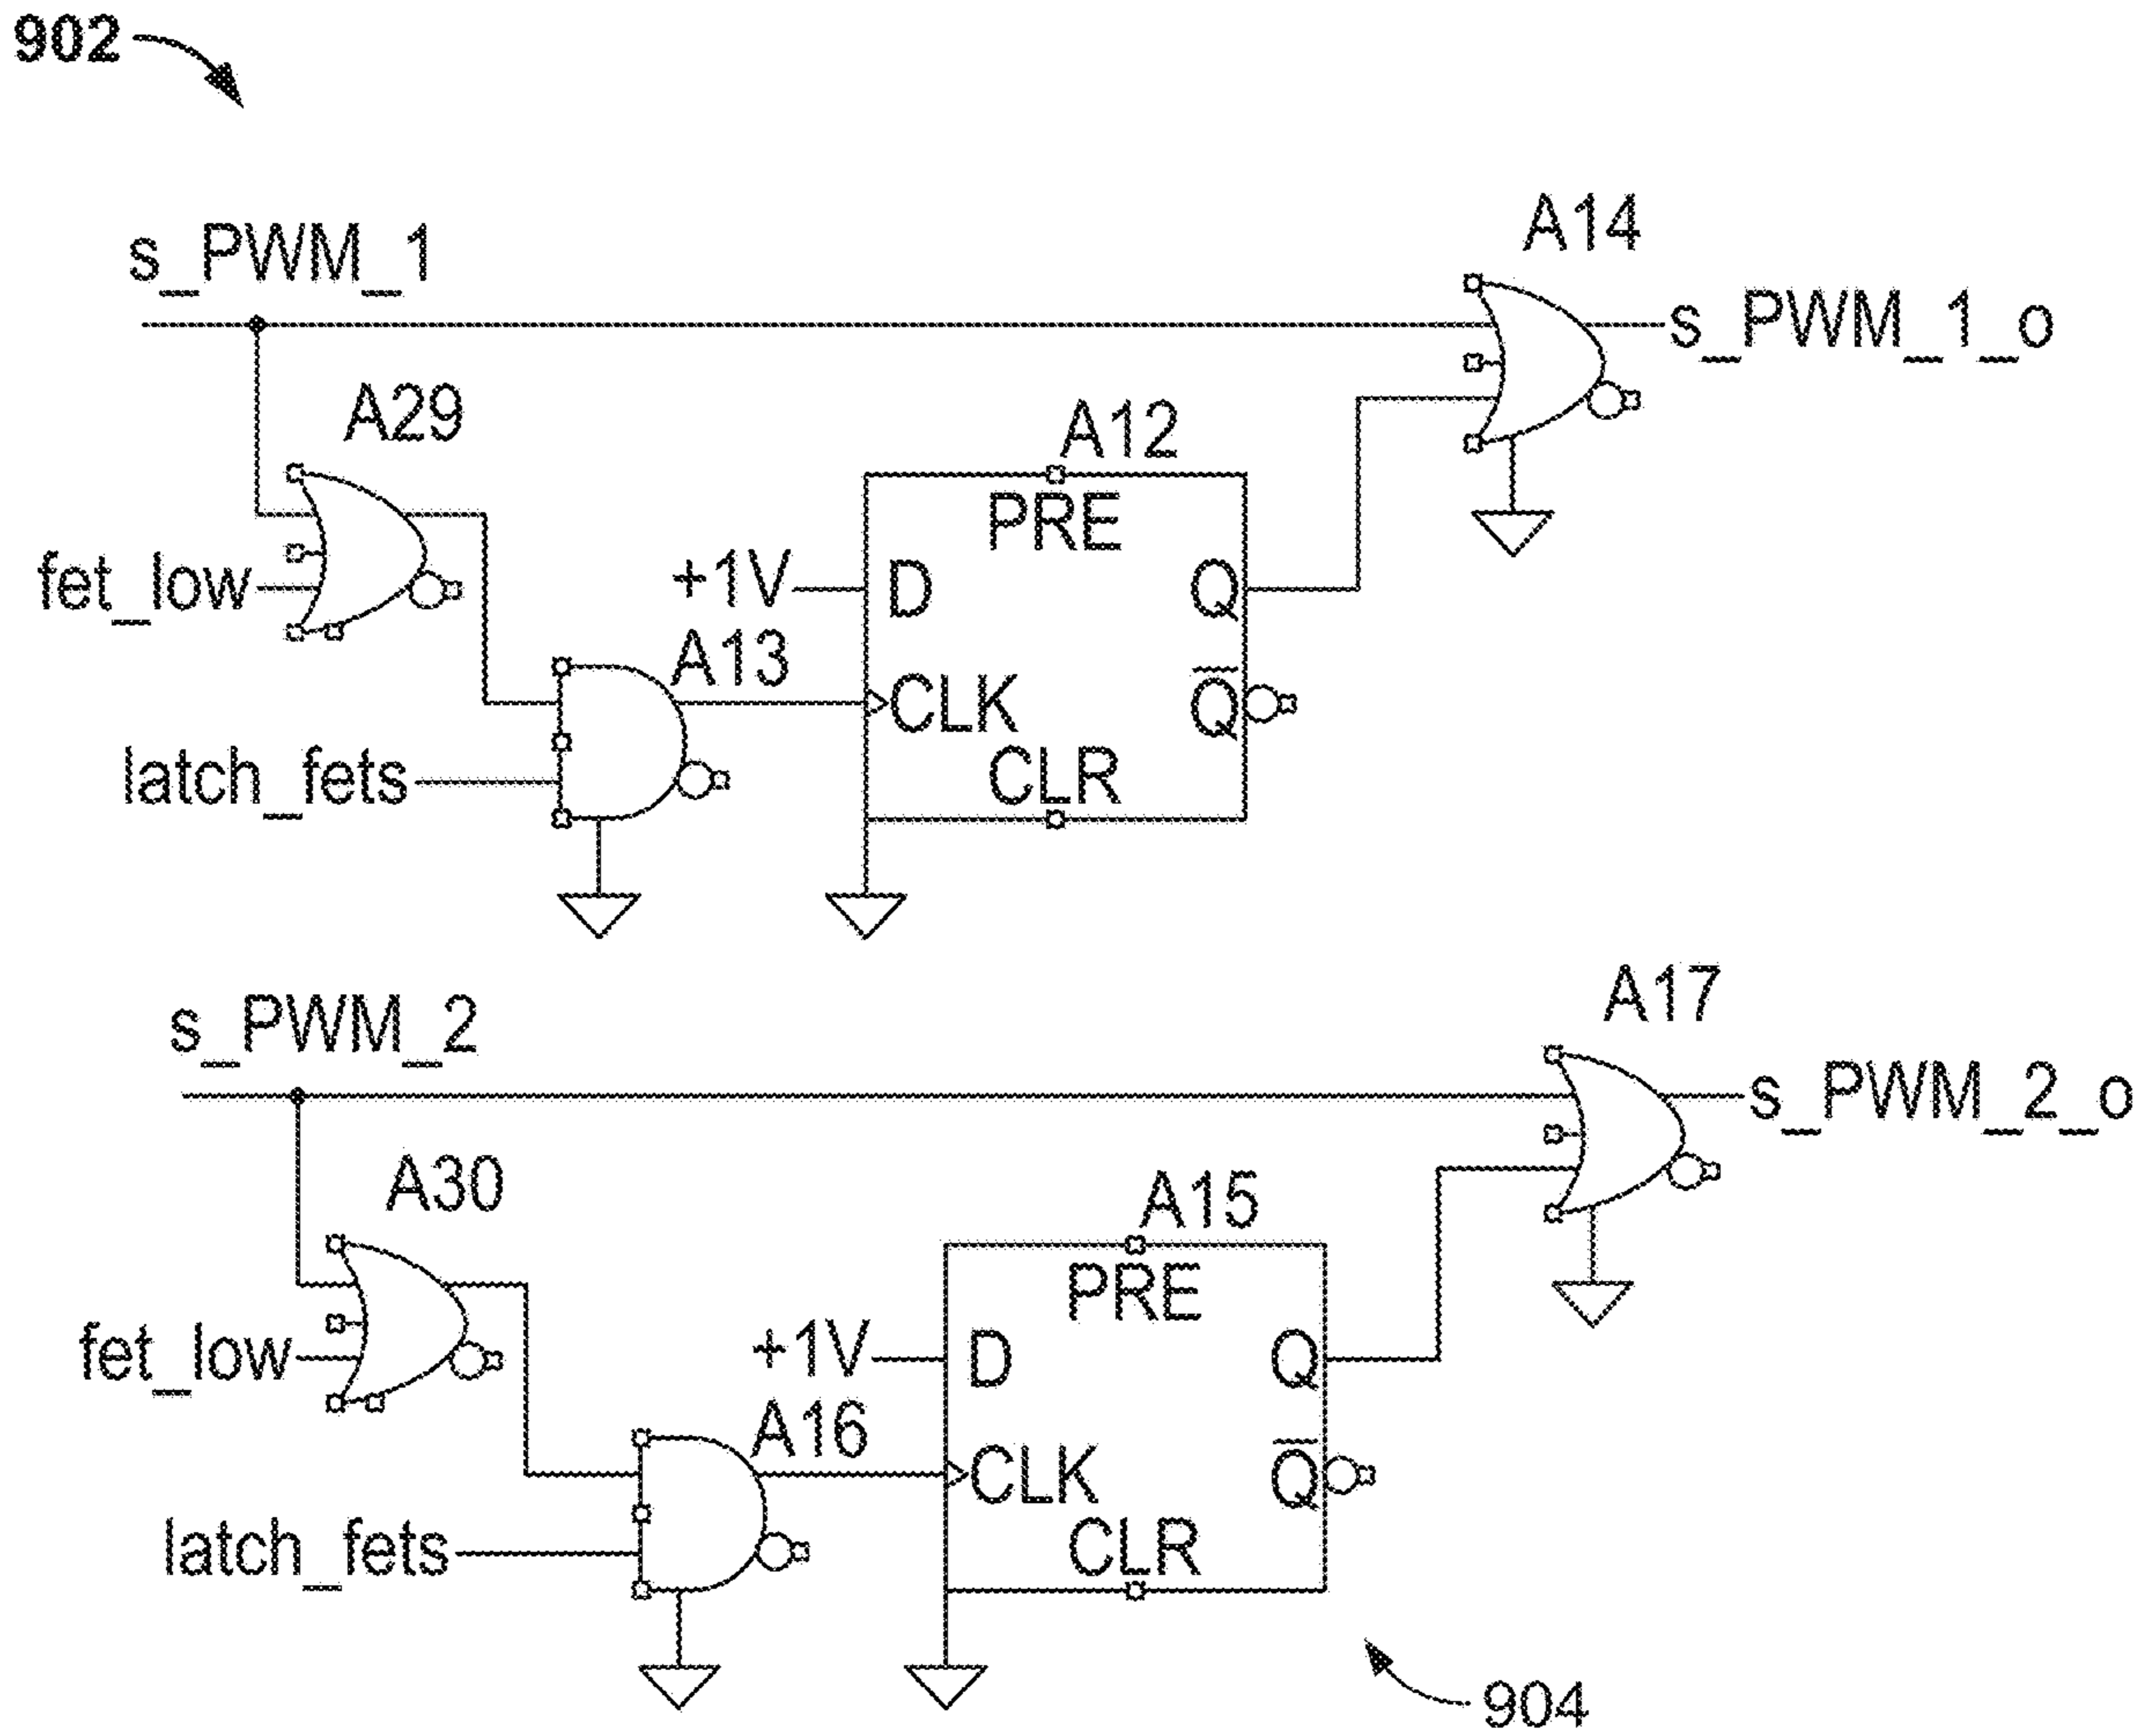 902
A14
s_PWM_1
s_PWM_1_o
A29
A12
PRE
fet_low
+1V
D
Q
A13
CLK
Q̅
latch_fets
CLR
A17
s_PWM_2
s_PWM_2_o
A30
A15
PRE
fet_low
+1V
D
Q
A16
CLK
Q̅
latch_fets
CLR
904